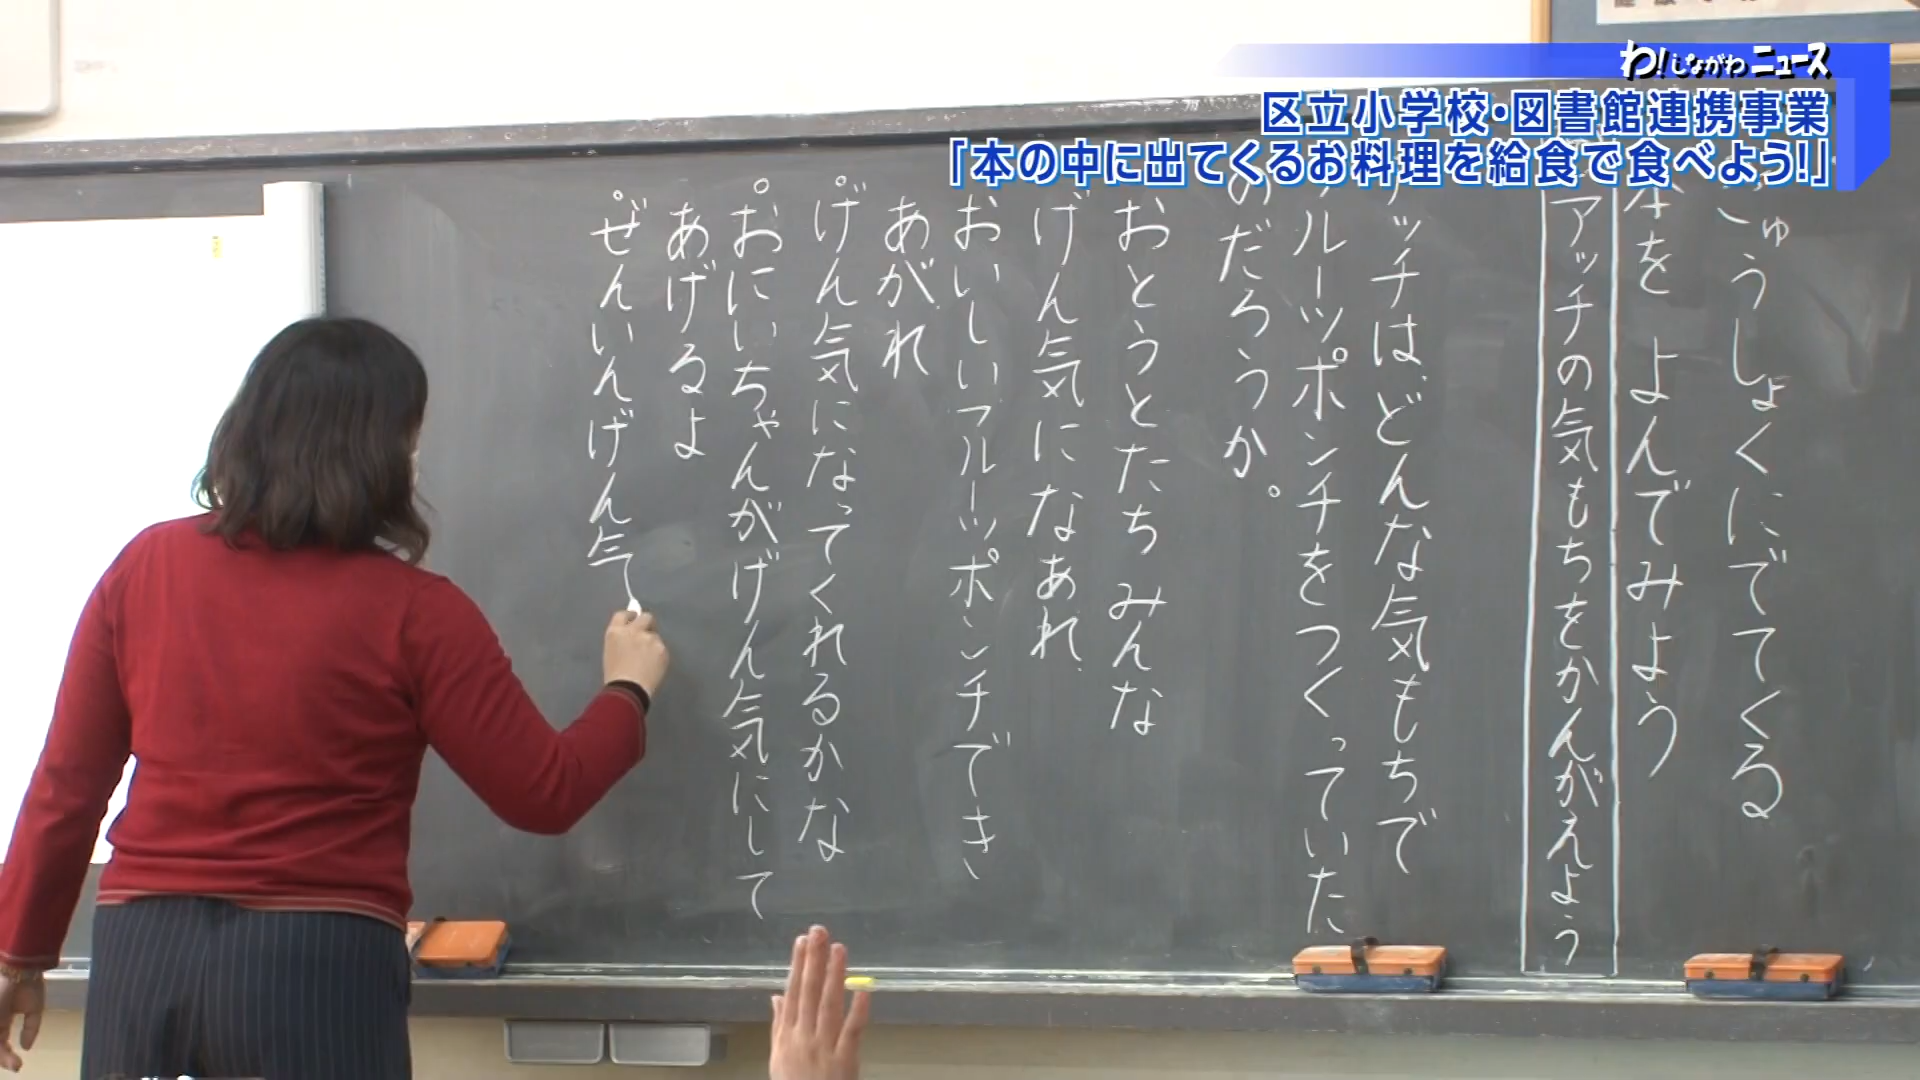 わ!しながわニュース
区立小学校・図書館連携事業
「本の中に出てくるお料理を給食で食べよう!」
ゅうしょくにでてくる
本を よんでみよう
アッチの気もちをかんがえよう
ッチは、どんな気もちで
フルーツポンチをつくっていた
のだろうか。
おとうとたち みんな
げん気になあれ
おいしいフルーツポンチでき
あがれ
げん気になってくれるかな
おにいちゃんがげん気にして
あげるよ
ぜんいんげん気